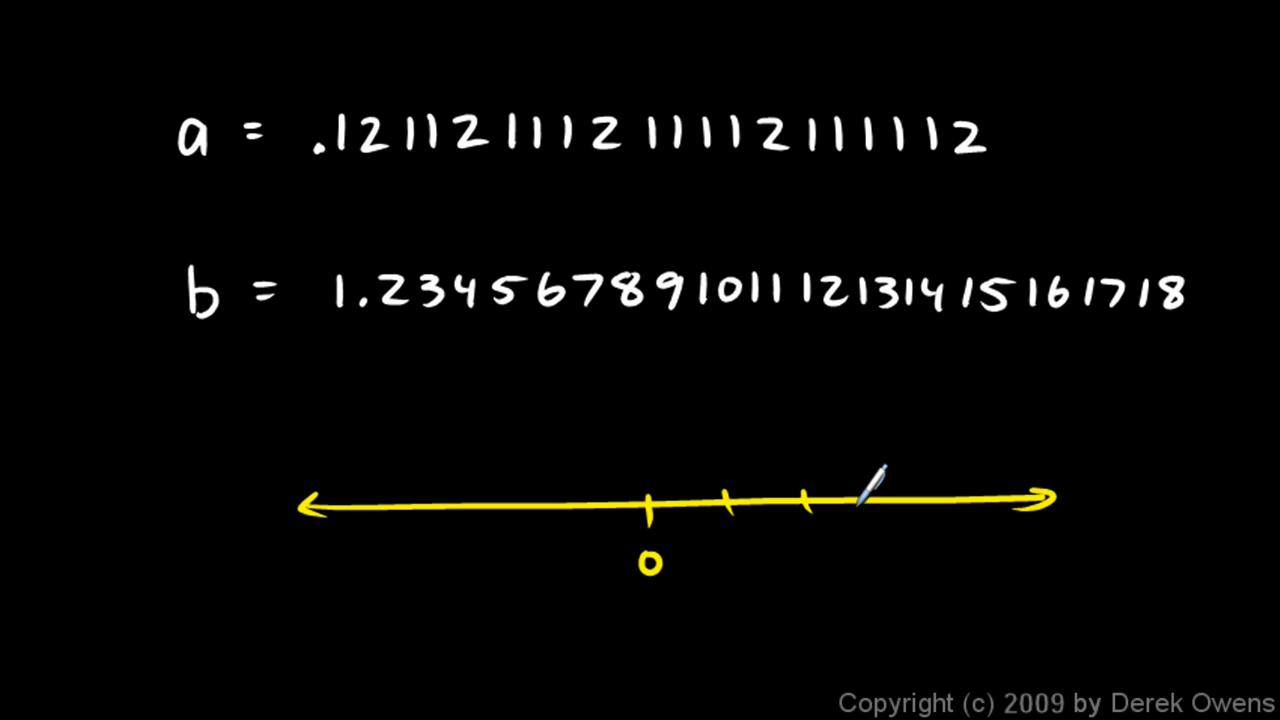 a = .12112111211112111112
b = 1.23456789101112131415161718
0
Copyright (c) 2009 by Derek Owens